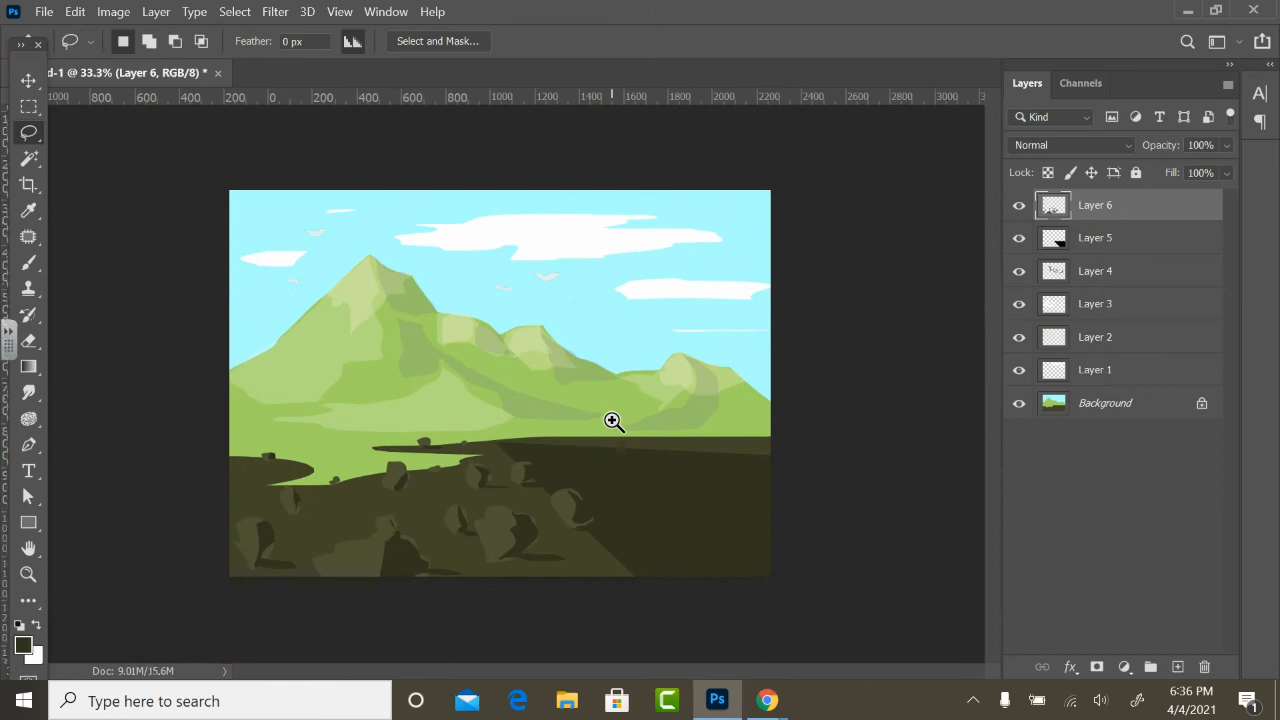 Ps File Edit Image Layer Type Select Filter 3D View Window Help
Feather: 0 px Select and Mask...
d-1 @ 33.3% (Layer 6, RGB/8) *
1000 800 600 400 200 0 200 400 600 800 1000 1200 1400 1600 1800 2000 2200 2400 2600 2800 3000
Layers Channels
Kind
Normal Opacity: 100%
Lock: Fill: 100%
Layer 6
Layer 5
Layer 4
Layer 3
Layer 2
Layer 1
Background
Doc: 9.01M/15.6M
Type here to search
6:36 PM
4/4/2021